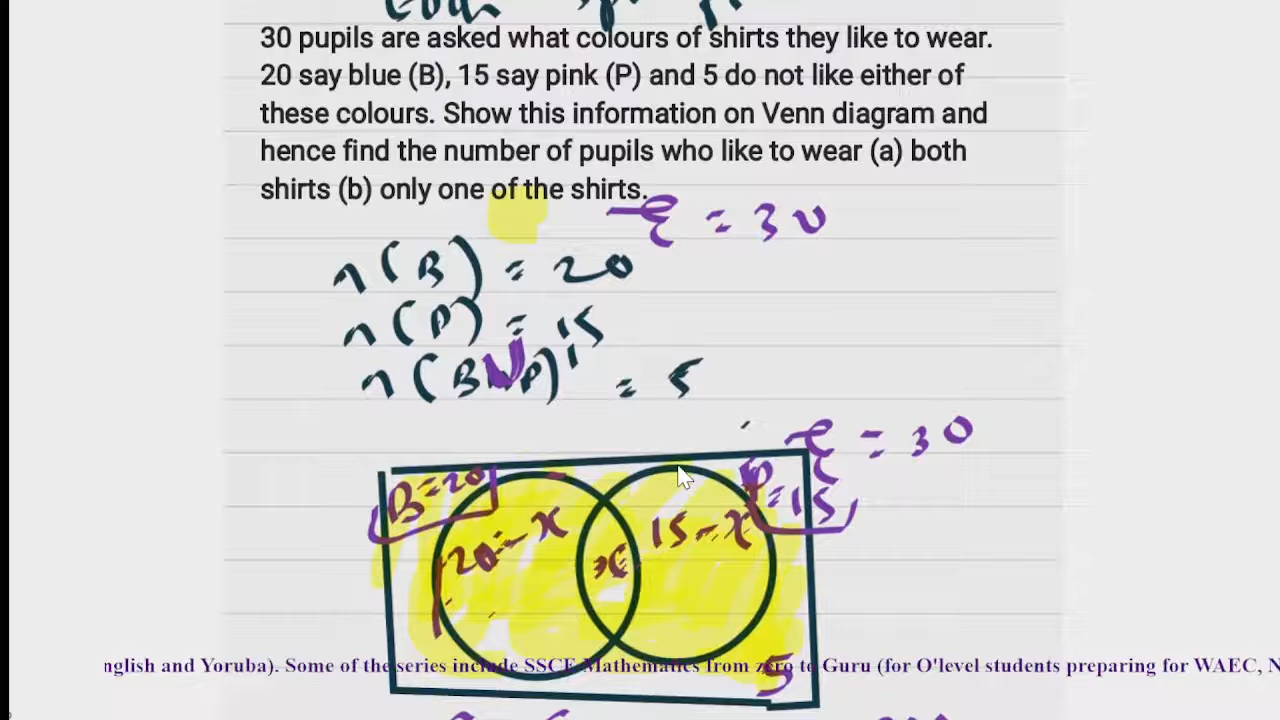 30 pupils are asked what colours of shirts they like to wear.
20 say blue (B), 15 say pink (P) and 5 do not like either of
these colours. Show this information on Venn diagram and
hence find the number of pupils who like to wear (a) both
shirts (b) only one of the shirts.
ξ = 30
n(B) = 20
n(P) = 15
n(B∪P)' = 5
ξ = 30
B=20
P
=15
20-x
x
15-x
5
nglish and Yoruba). Some of the series include SSCE Mathematics from zero to Guru (for O'level students preparing for WAEC, N